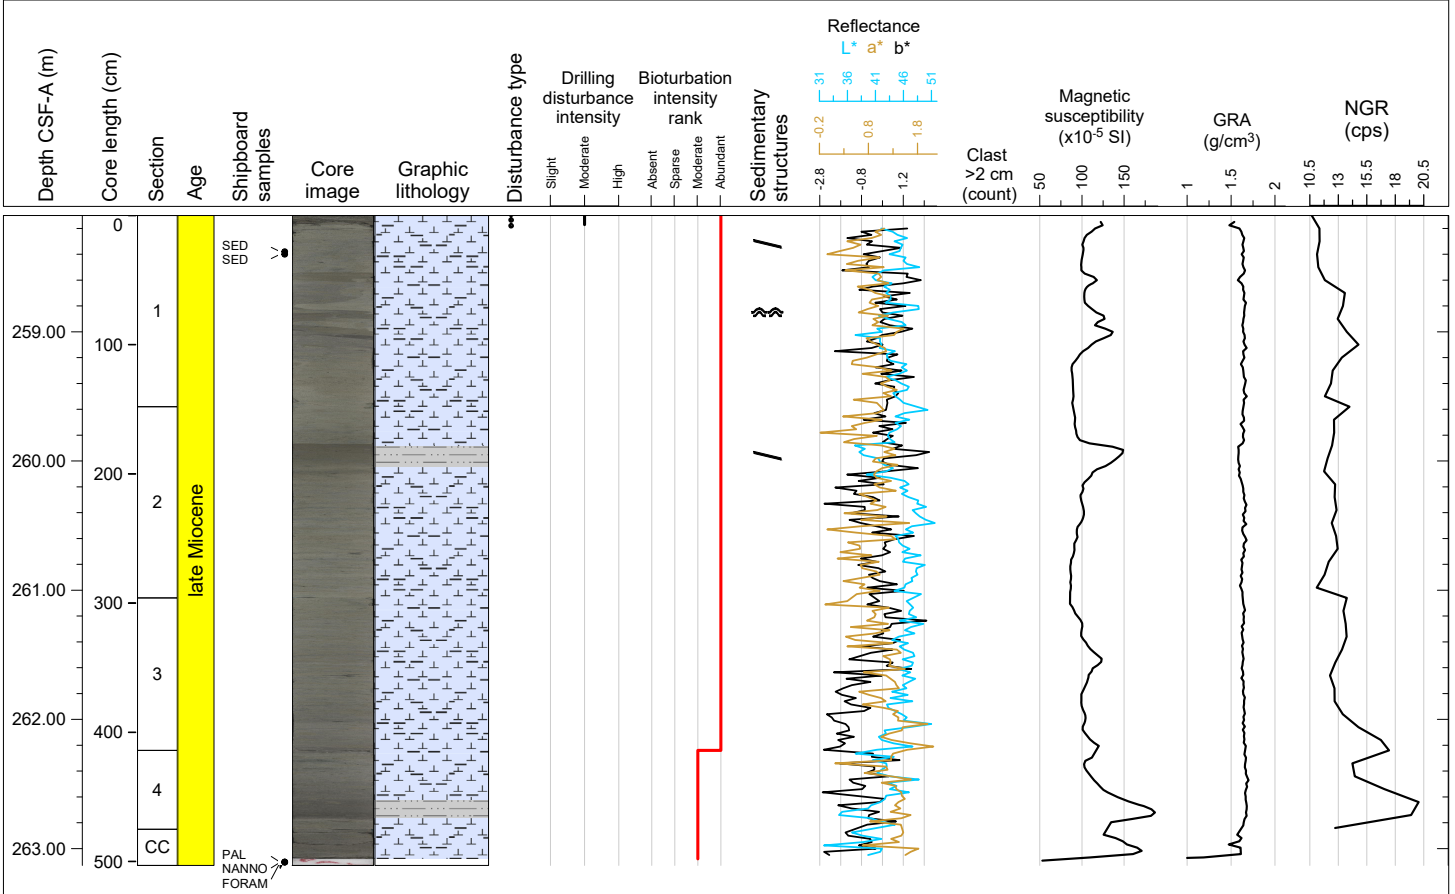 Depth CSF-A (m)
Core length (cm)
Section
Age
Shipboard
samples
Core
image
Graphic
lithology
Disturbance type
Drilling
disturbance
intensity
Slight
Moderate
High
Bioturbation
intensity
rank
Absent
Sparse
Moderate
Abundant
Sedimentary
structures
Reflectance
L* a* b*
31 36 41 46 51
-0.2 0.8 1.8
-2.8 -0.8 1.2
Clast
>2 cm
(count)
Magnetic
susceptibility
(x10-5 SI)
50 100 150
GRA
(g/cm3)
1 1.5 2
NGR
(cps)
10.5 13 15.5 18 20.5
0
SED
SED
1
259.00
100
260.00
200
2
late Miocene
261.00
300
3
262.00
400
4
263.00
CC
500
PAL
NANNO
FORAM